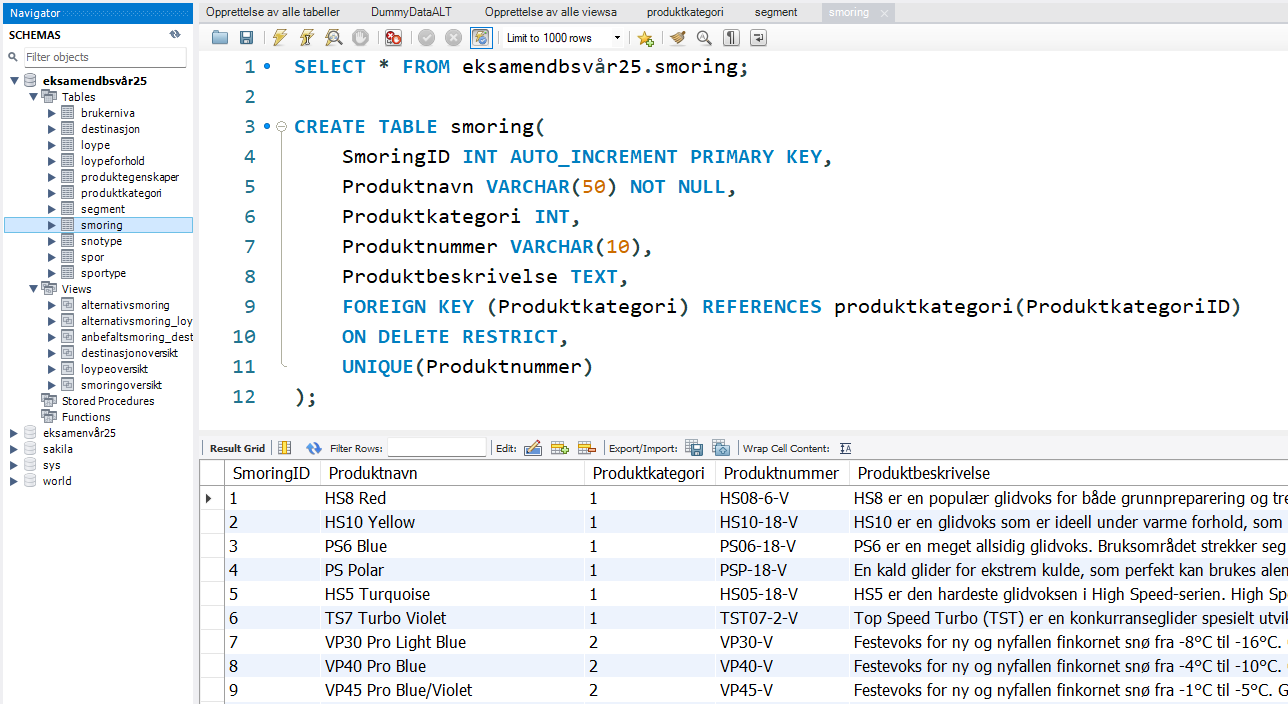 Navigator
SCHEMAS
Filter objects
eksamendbsvår25
Tables
brukerniva
destinasjon
loype
loypeforhold
produktegenskaper
produktkategori
segment
smoring
snotype
spor
sportype
Views
alternativsmoring
alternativsmoring_loy
anbefaltsmoring_dest
destinasjonoversikt
loypeoversikt
smoringoversikt
Stored Procedures
Functions
eksamenvår25
sakila
sys
world
Opprettelse av alle tabeller DummyDataALT Opprettelse av alle viewsa produktkategori segment smoring
Limit to 1000 rows
1 SELECT * FROM eksamendbsvår25.smoring;
2
3 CREATE TABLE smoring(
4 SmoringID INT AUTO_INCREMENT PRIMARY KEY,
5 Produktnavn VARCHAR(50) NOT NULL,
6 Produktkategori INT,
7 Produktnummer VARCHAR(10),
8 Produktbeskrivelse TEXT,
9 FOREIGN KEY (Produktkategori) REFERENCES produktkategori(ProduktkategoriID)
10 ON DELETE RESTRICT,
11 UNIQUE(Produktnummer)
12 );
Result Grid Filter Rows: Edit: Export/Import: Wrap Cell Content:
SmoringID Produktnavn Produktkategori Produktnummer Produktbeskrivelse
1 HS8 Red 1 HS08-6-V HS8 er en populær glidvoks for både grunnpreparering og tre
2 HS10 Yellow 1 HS10-18-V HS10 er en glidvoks som er ideell under varme forhold, som
3 PS6 Blue 1 PS06-18-V PS6 er en meget allsidig glidvoks. Bruksområdet strekker seg
4 PS Polar 1 PSP-18-V En kald glider for ekstrem kulde, som perfekt kan brukes alen
5 HS5 Turquoise 1 HS05-18-V HS5 er den hardeste glidvoksen i High Speed-serien. High Sp
6 TS7 Turbo Violet 1 TST07-2-V Top Speed Turbo (TST) er en konkurranseglider spesielt utvik
7 VP30 Pro Light Blue 2 VP30-V Festevoks for ny og nyfallen finkornet snø fra -8°C til -16°C.
8 VP40 Pro Blue 2 VP40-V Festevoks for ny og nyfallen finkornet snø fra -4°C til -10°C.
9 VP45 Pro Blue/Violet 2 VP45-V Festevoks for ny og nyfallen finkornet snø fra -1°C til -5°C. G